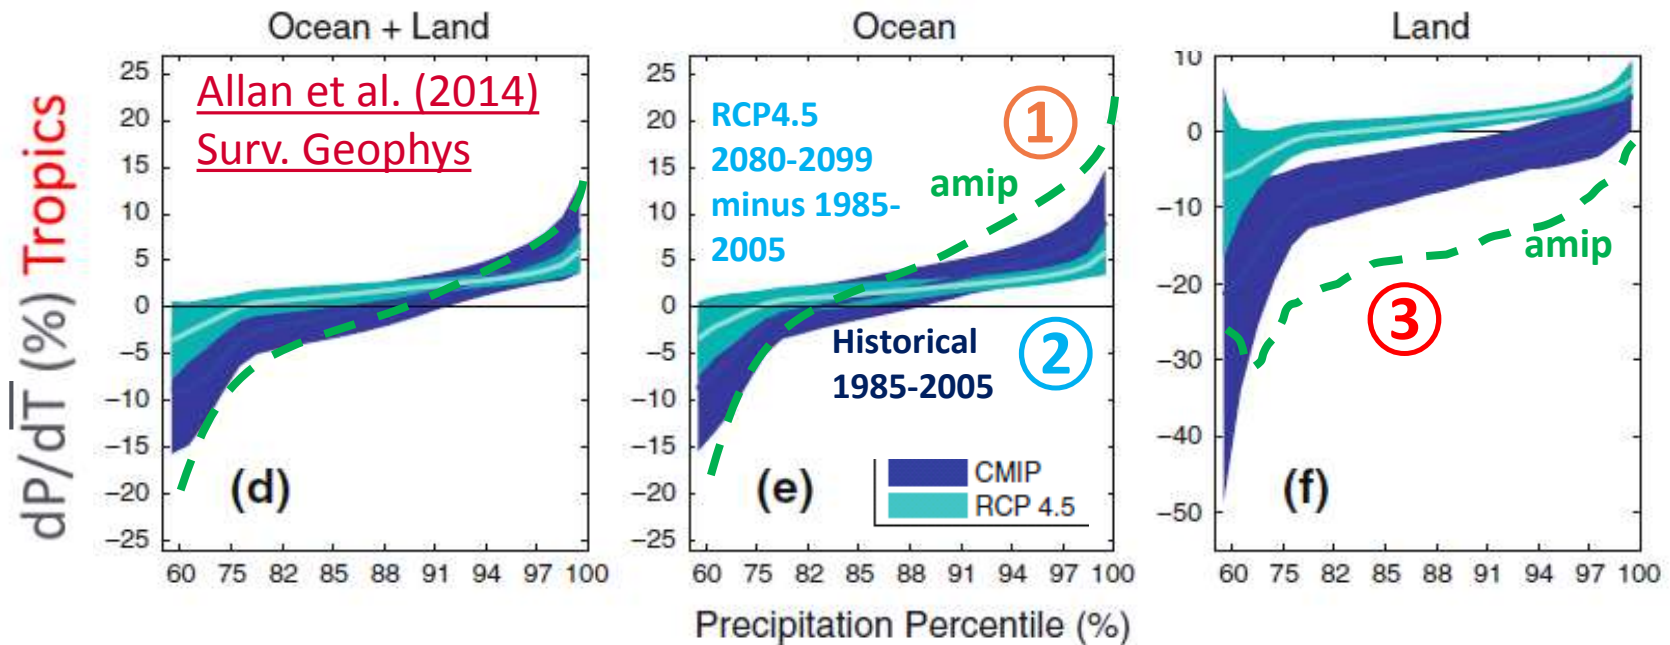 Ocean + Land
Ocean
Land
dP/dT̅ (%) Tropics
25
20
15
10
5
0
−5
−10
−15
−20
−25
Allan et al. (2014)
Surv. Geophys
(d)
60 75 82 85 88 91 94 97 100
25
20
15
10
5
0
−5
−10
−15
−20
−25
RCP4.5
2080-2099
minus 1985-
2005
1
amip
Historical
1985-2005
2
(e)
CMIP
RCP 4.5
60 75 82 85 88 91 94 97 100
10
0
−10
−20
−30
−40
−50
amip
3
(f)
60 75 82 85 88 91 94 97 100
Precipitation Percentile (%)